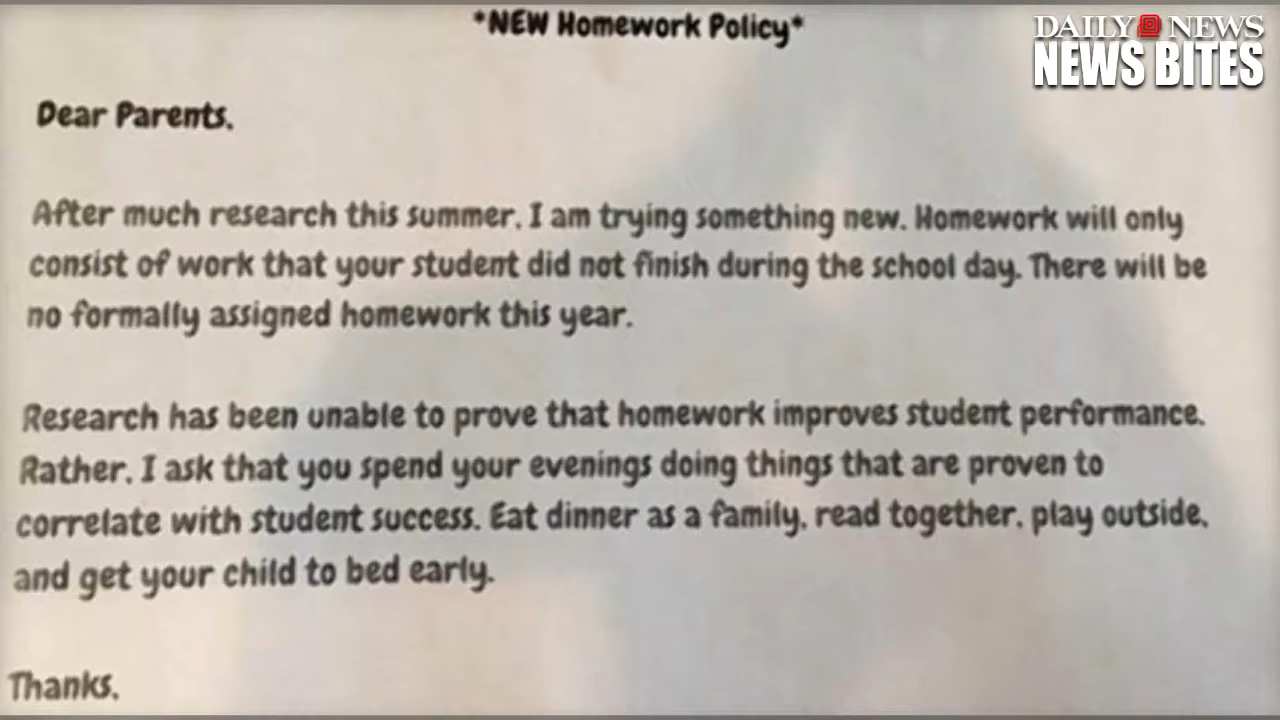 *NEW Homework Policy*
DAILY NEWS
NEWS BITES
Dear Parents,
After much research this summer, I am trying something new. Homework will only
consist of work that your student did not finish during the school day. There will be
no formally assigned homework this year.
Research has been unable to prove that homework improves student performance.
Rather, I ask that you spend your evenings doing things that are proven to
correlate with student success. Eat dinner as a family, read together, play outside,
and get your child to bed early.
Thanks,